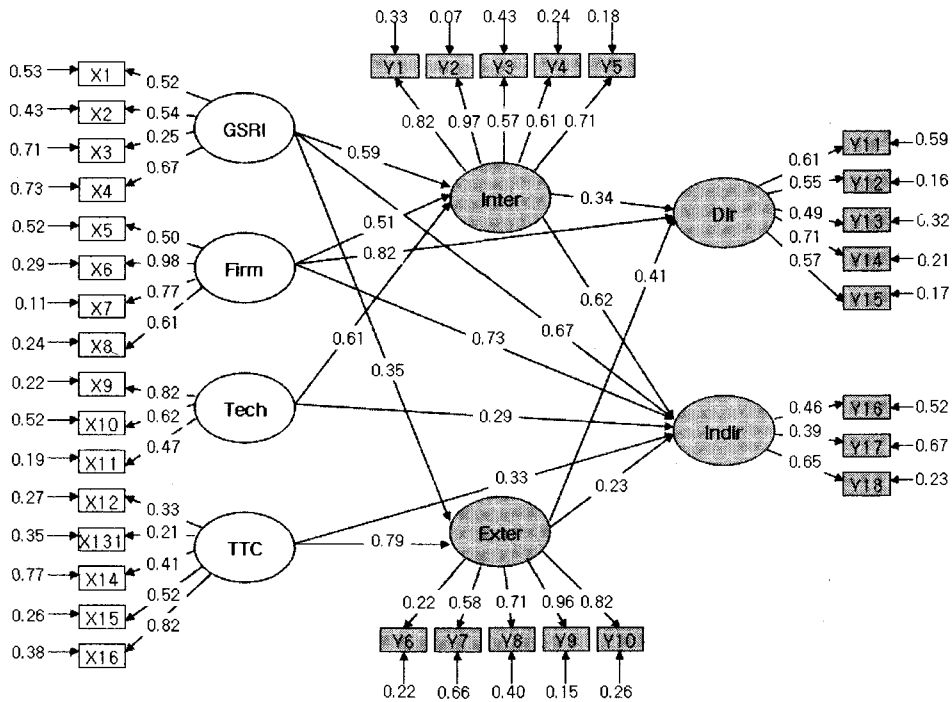 0.33 0.07 0.43 0.24 0.18
Y1 Y2 Y3 Y4 Y5
0.82 0.97 0.57 0.61 0.71
0.53 X1 0.52
0.43 X2 0.54
0.71 X3 0.25
0.73 X4 0.67
GSRI
0.52 X5 0.50
0.29 X6 0.98
0.11 X7 0.77
0.24 X8 0.61
Firm
0.22 X9 0.82
0.52 X10 0.62
0.19 X11 0.47
Tech
0.27 X12 0.33
0.35 X131 0.21
0.77 X14 0.41
0.26 X15 0.52
0.38 X16 0.82
TTC
0.59
0.51
0.82
0.61
0.35
0.73
0.67
0.29
0.33
0.79
Inter
0.34
0.62
0.41
0.23
Exter
0.22 0.58 0.71 0.96 0.82
Y6 Y7 Y8 Y9 Y10
0.22 0.66 0.40 0.15 0.26
DIr
0.61 Y11 0.59
0.55 Y12 0.16
0.49 Y13 0.32
0.71 Y14 0.21
0.57 Y15 0.17
IndIr
0.46 Y16 0.52
0.39 Y17 0.67
0.65 Y18 0.23